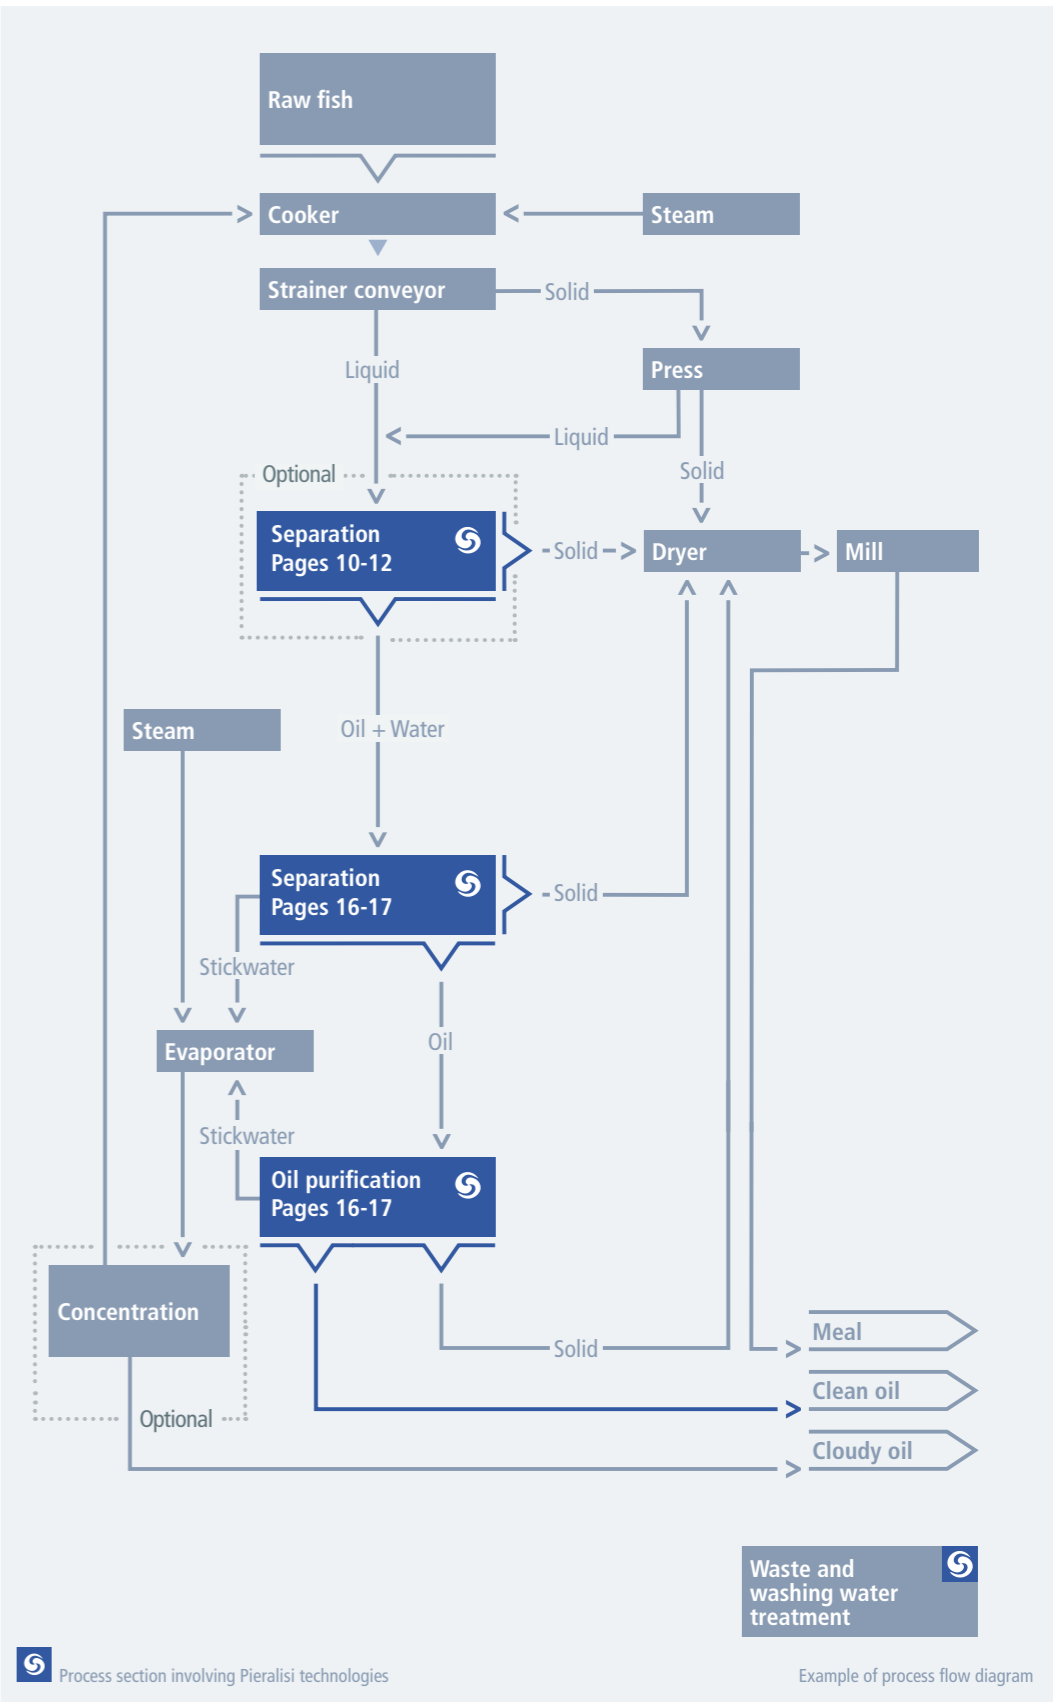 Raw fish
Cooker
Steam
Strainer conveyor
Solid
Liquid
Press
Liquid
Solid
Optional
Separation
Pages 10-12
Solid
Dryer
Mill
Steam
Oil + Water
Separation
Pages 16-17
Solid
Stickwater
Evaporator
Oil
Stickwater
Oil purification
Pages 16-17
Concentration
Solid
Meal
Clean oil
Optional
Cloudy oil
Waste and
washing water
treatment
Process section involving Pieralisi technologies
Example of process flow diagram